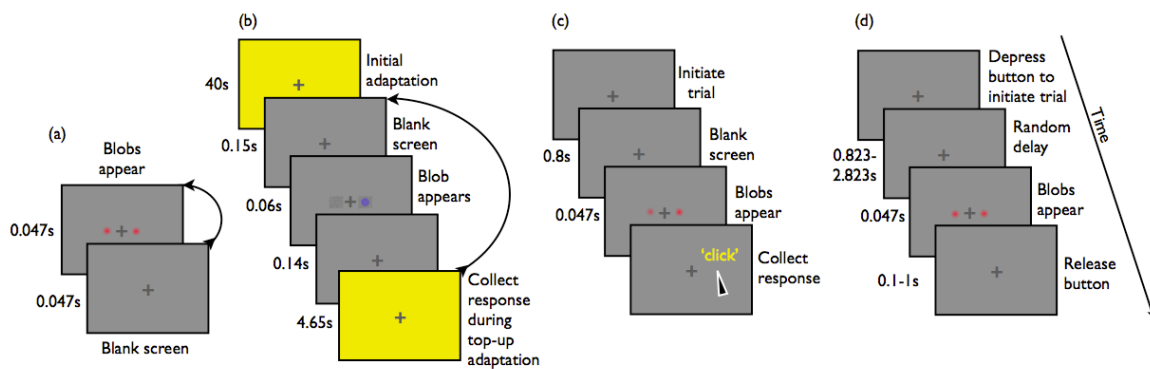 (a)
Blobs
appear
0.047s
0.047s
Blank screen
(b)
40s
Initial
adaptation
0.15s
Blank
screen
0.06s
Blob
appears
0.14s
4.65s
Collect
response
during
top-up
adaptation
(c)
Initiate
trial
0.8s
Blank
screen
0.047s
Blobs
appear
'click'
Collect
response
(d)
Depress
button to
initiate trial
Random
delay
0.823-
2.823s
0.047s
Blobs
appear
0.1-1s
Release
button
Time